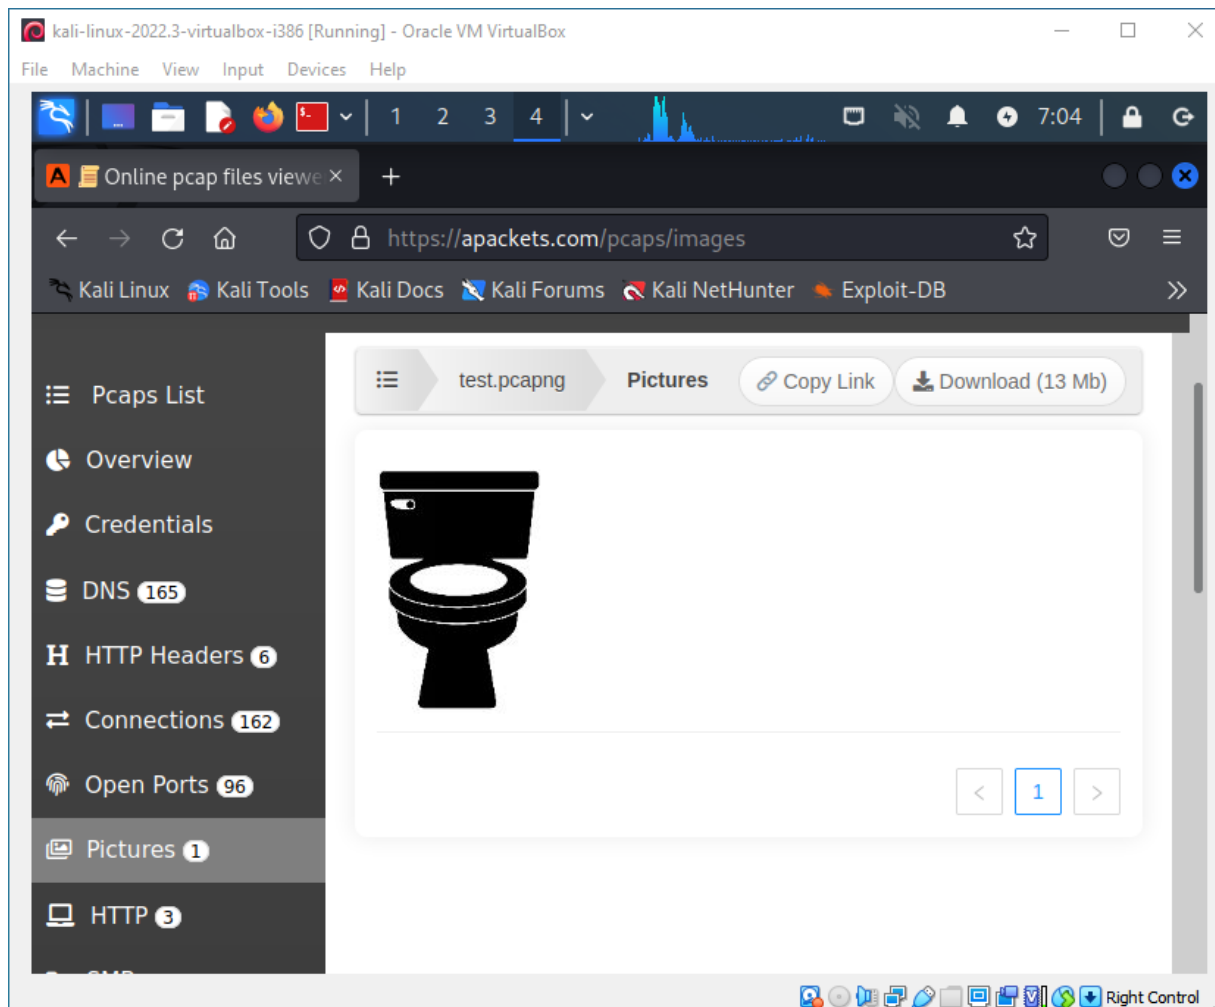 kali-linux-2022.3-virtualbox-i386 [Running] - Oracle VM VirtualBox
File Machine View Input Devices Help
1 2 3 4 7:04
Online pcap files viewe
https://apackets.com/pcaps/images
Kali Linux Kali Tools Kali Docs Kali Forums Kali NetHunter Exploit-DB
test.pcapng Pictures Copy Link Download (13 Mb)
Pcaps List
Overview
Credentials
DNS 165
HTTP Headers 6
Connections 162
Open Ports 96
Pictures 1
HTTP 3
1
Right Control